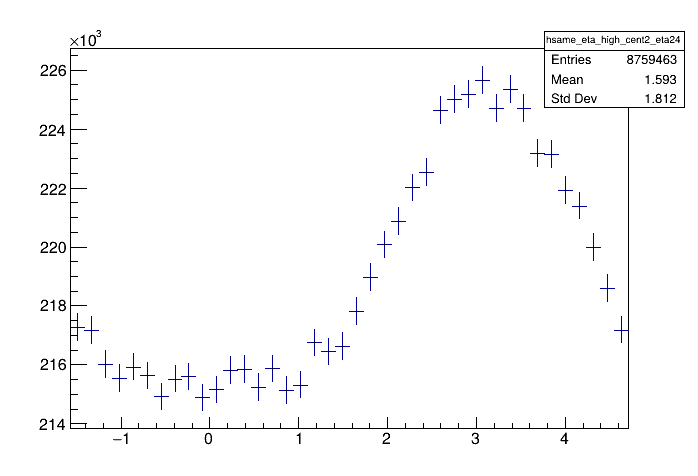 ×10³
hsame_eta_high_cent2_eta24
Entries 8759463
Mean 1.593
Std Dev 1.812
226
224
222
220
218
216
214
−1 0 1 2 3 4